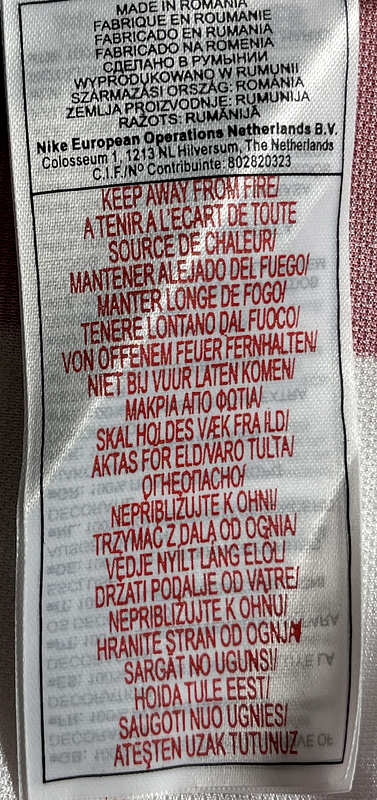 MADE IN ROMANIA
FABRIQUÉ EN ROUMANIE
FABRICADO EN RUMANIA
FABRICADO NA ROMENIA
СДЕЛАНО В РУМЫНИИ
WYPRODUKOWANO W RUMUNII
SZÁRMAZÁSI ORSZÁG: ROMÁNIA
ZEMLJA PROIZVODNJE: RUMUNIJA
RAŽOTS: RUMĀNIJĀ
Nike European Operations Netherlands B.V.
Colosseum 1, 1213 NL Hilversum, The Netherlands
C.I.F./Nº Contribuinte: 802820323
KEEP AWAY FROM FIRE/
A TENIR A L'ECART DE TOUTE
SOURCE DE CHALEUR/
MANTENER ALEJADO DEL FUEGO/
MANTER LONGE DE FOGO/
TENERE LONTANO DAL FUOCO/
VON OFFENEM FEUER FERNHALTEN/
NIET BIJ VUUR LATEN KOMEN/
ΜΑΚΡΙΑ ΑΠΟ ΦΩΤΙΑ/
SKAL HOLDES VÆK FRA ILD/
AKTAS FOR ELD/VARO TULTA/
ОГНЕОПАСНО/
NEPRIBLIŽUJTE K OHNI/
TRZYMAĆ Z DALA OD OGNIA/
VÉDJE NYÍLT LÁNG ELŐL/
DRŽATI PODALJE OD VATRE/
NEPRIBLIŽUJTE K OHNU/
HRANITE STRAN OD OGNJA
SARGĀT NO UGUNS!/
HOIDA TULE EEST/
SAUGOTI NUO UGNIES/
ATEŞTEN UZAK TUTUNUZ